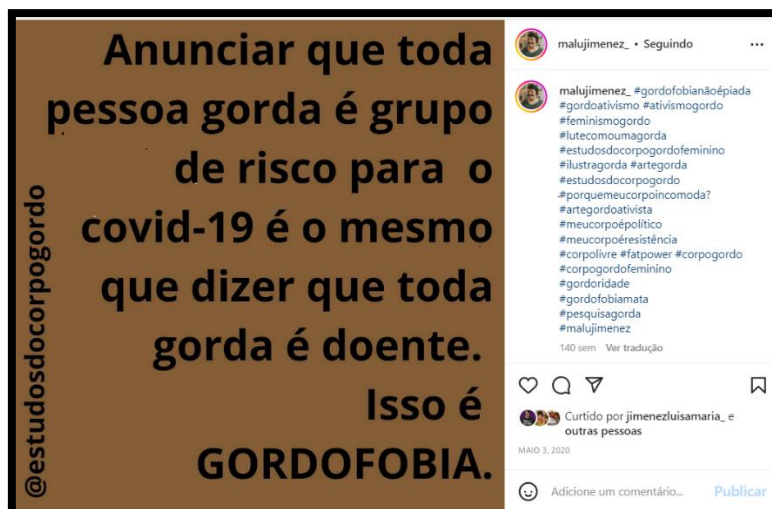 Anunciar que toda
pessoa gorda é grupo
de risco para o
covid-19 é o mesmo
que dizer que toda
gorda é doente.
Isso é
GORDOFOBIA.
@estudosdocorpogordo
malujimenez_ • Seguindo
malujimenez_ #gordofobianãoépiada
#gordoativismo #ativismogordo
#feminismogordo
#lutecomoumagorda
#estudosdocorpogordofeminino
#ilustragorda #artegorda
#estudosdocorpogordo
#porquemeucorpoincomoda?
#artegordoativista
#meucorpoépolítico
#meucorpoéresistência
#corpolivre #fatpower #corpogordo
#corpogordofeminino
#gordoridade
#gordofobiamata
#pesquisagorda
#malujimenez
140 sem Ver tradução
Curtido por jimenezluisamaria_ e
outras pessoas
MAIO 3, 2020
Adicione um comentário... Publicar